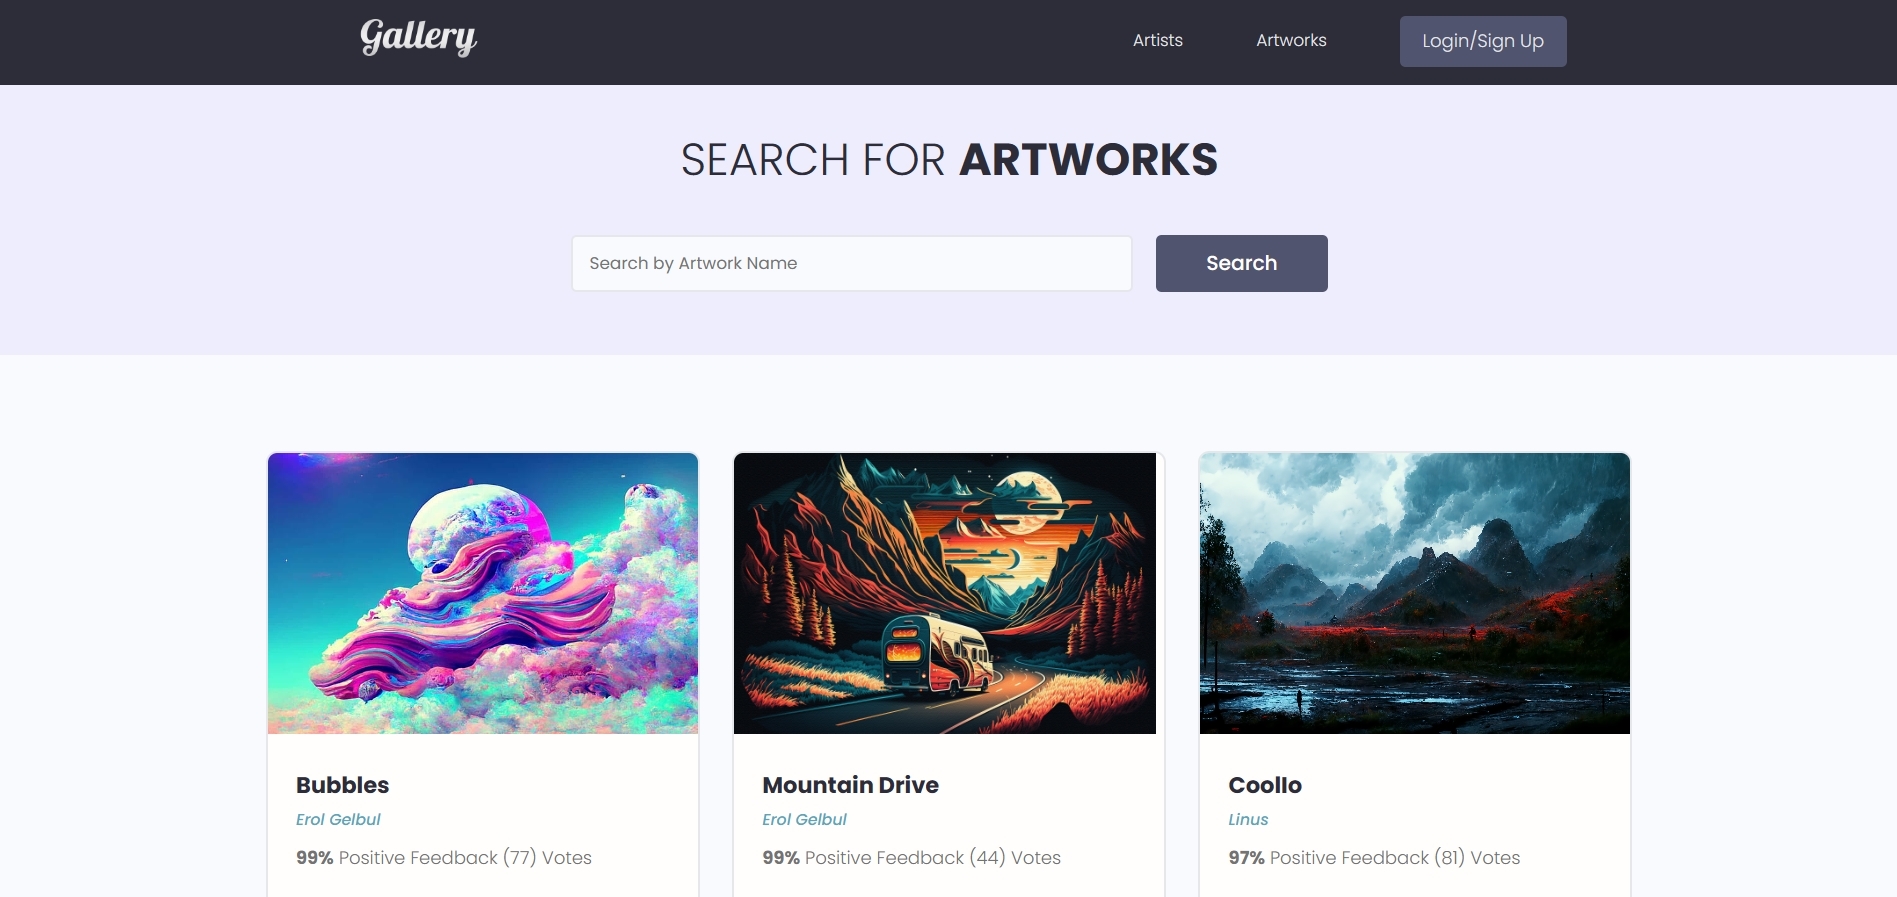 Gallery
Artists
Artworks
Login/Sign Up
SEARCH FOR ARTWORKS
Search by Artwork Name
Search
Bubbles
Erol Gelbul
99% Positive Feedback (77) Votes
Mountain Drive
Erol Gelbul
99% Positive Feedback (44) Votes
Coollo
Linus
97% Positive Feedback (81) Votes